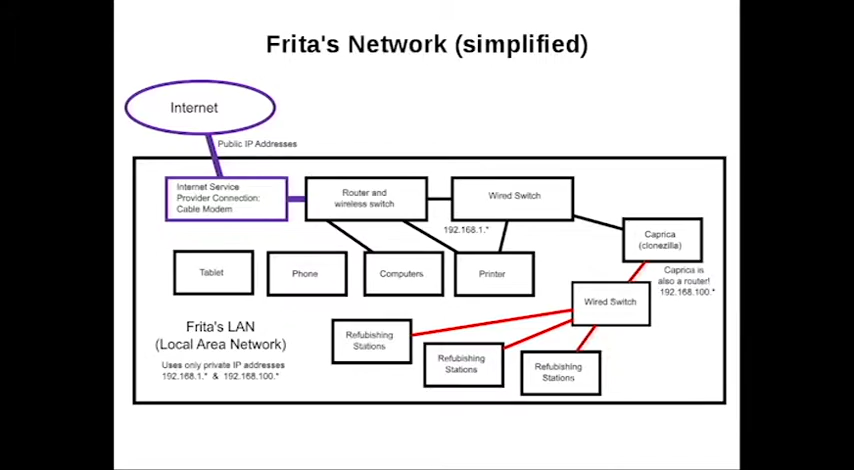 Frita's Network (simplified)
Internet
Public IP Addresses
Internet Service
Provider Connection:
Cable Modem
Router and
wireless switch
Wired Switch
192.168.1.*
Caprica
(clonezilla)
Tablet
Phone
Computers
Printer
Caprica is
also a router!
192.168.100.*
Wired Switch
Frita's LAN
(Local Area Network)
Uses only private IP addresses
192.168.1.* & 192.168.100.*
Refubishing
Stations
Refubishing
Stations
Refubishing
Stations